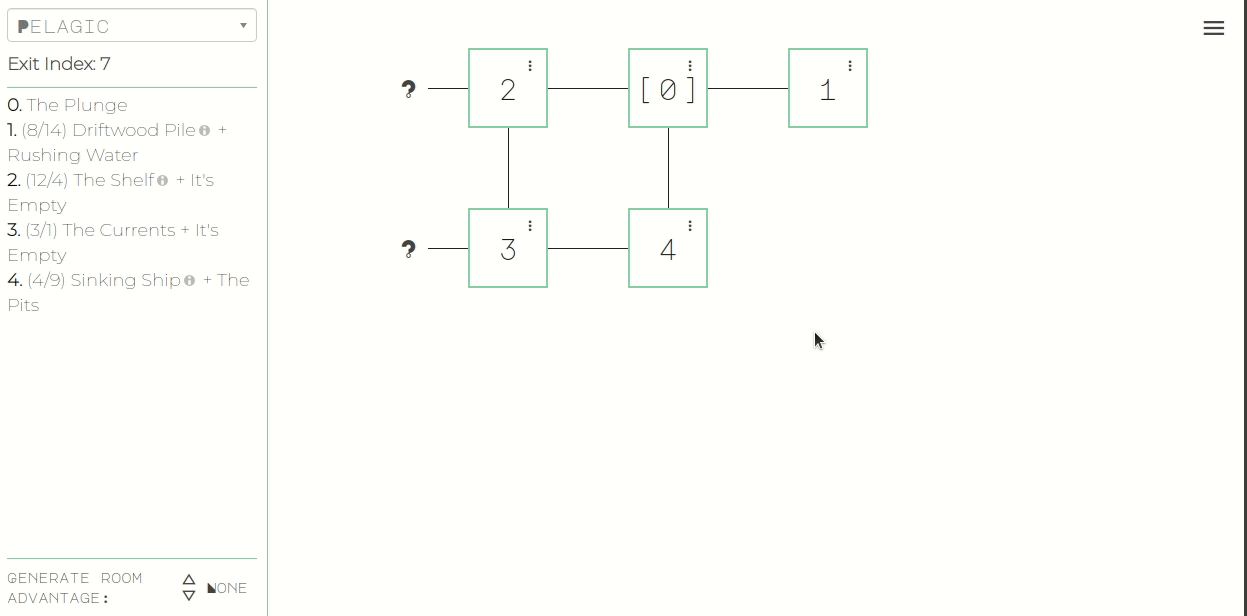 PELAGIC
Exit Index: 7
0. The Plunge
1. (8/14) Driftwood Pile +
Rushing Water
2. (12/4) The Shelf + It's
Empty
3. (3/1) The Currents + It's
Empty
4. (4/9) Sinking Ship + The
Pits
GENERATE ROOM
ADVANTAGE:
NONE
? 2 [0] 1
? 3 4